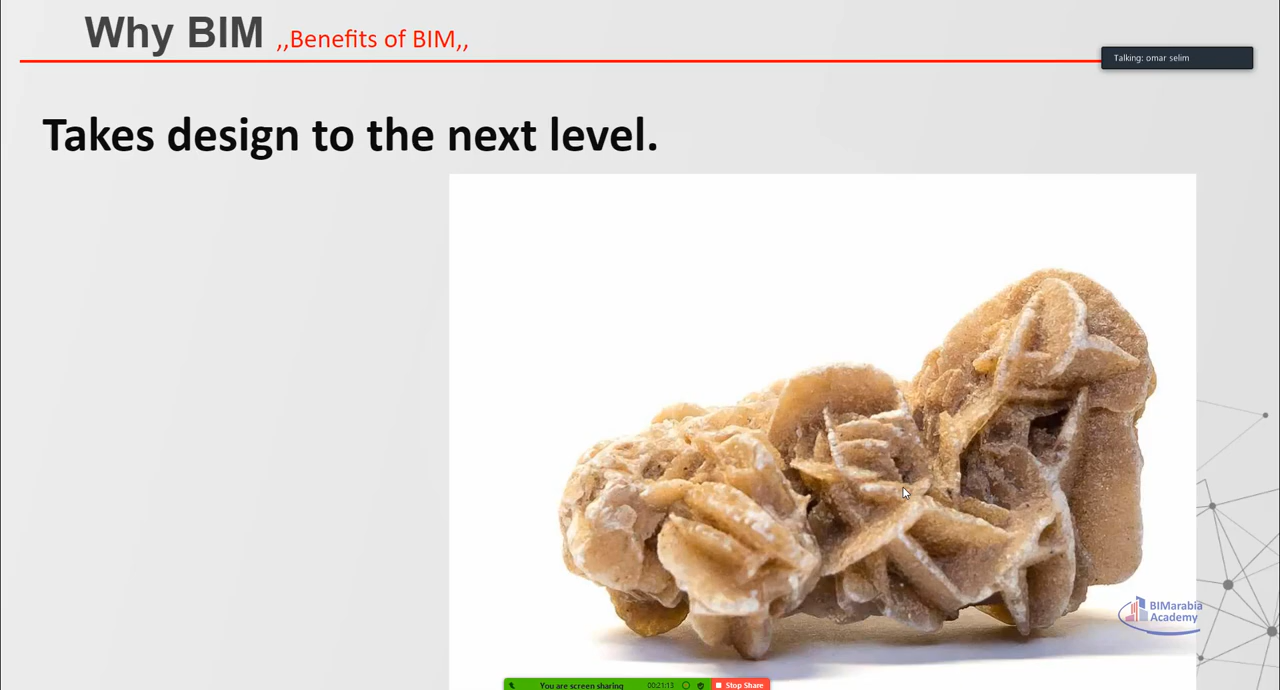 Why BIM ,,Benefits of BIM,,
Talking: omar selim
Takes design to the next level.
BIMarabia
Academy
You are screen sharing 00:21:13 Stop Share